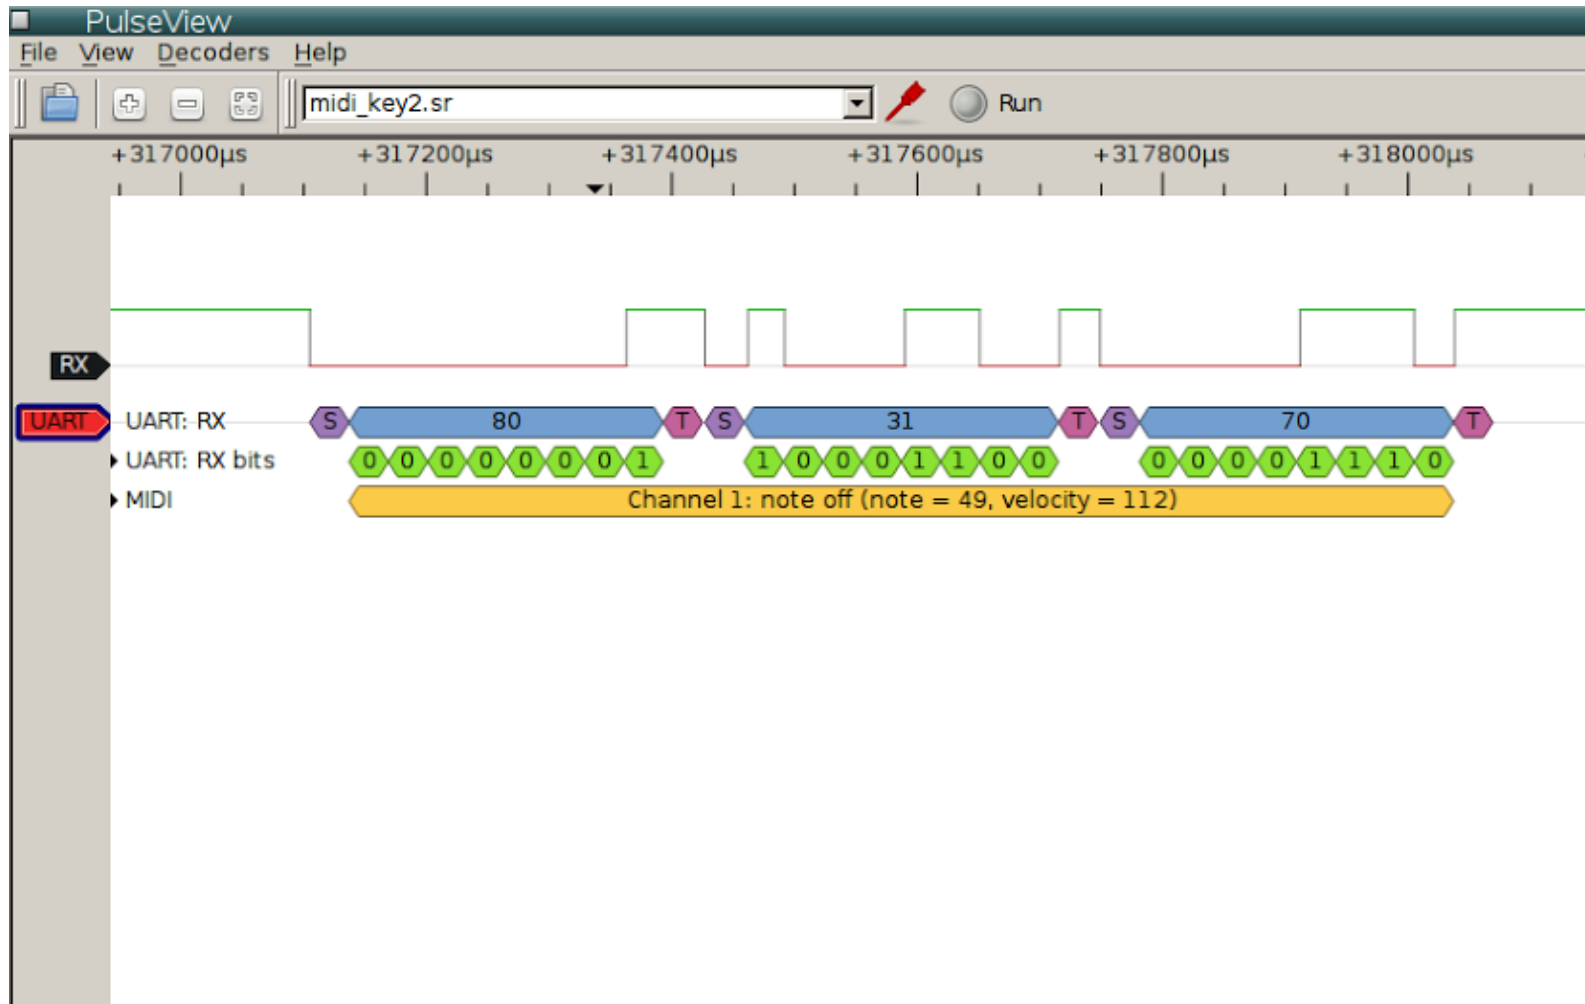 PulseView
File View Decoders Help
midi_key2.sr Run
+317000µs +317200µs +317400µs +317600µs +317800µs +318000µs
RX
UART UART: RX S 80 T S 31 T S 70 T
UART: RX bits 0 0 0 0 0 0 0 1 1 0 0 0 1 1 0 0 0 0 0 0 1 1 1 0
MIDI Channel 1: note off (note = 49, velocity = 112)